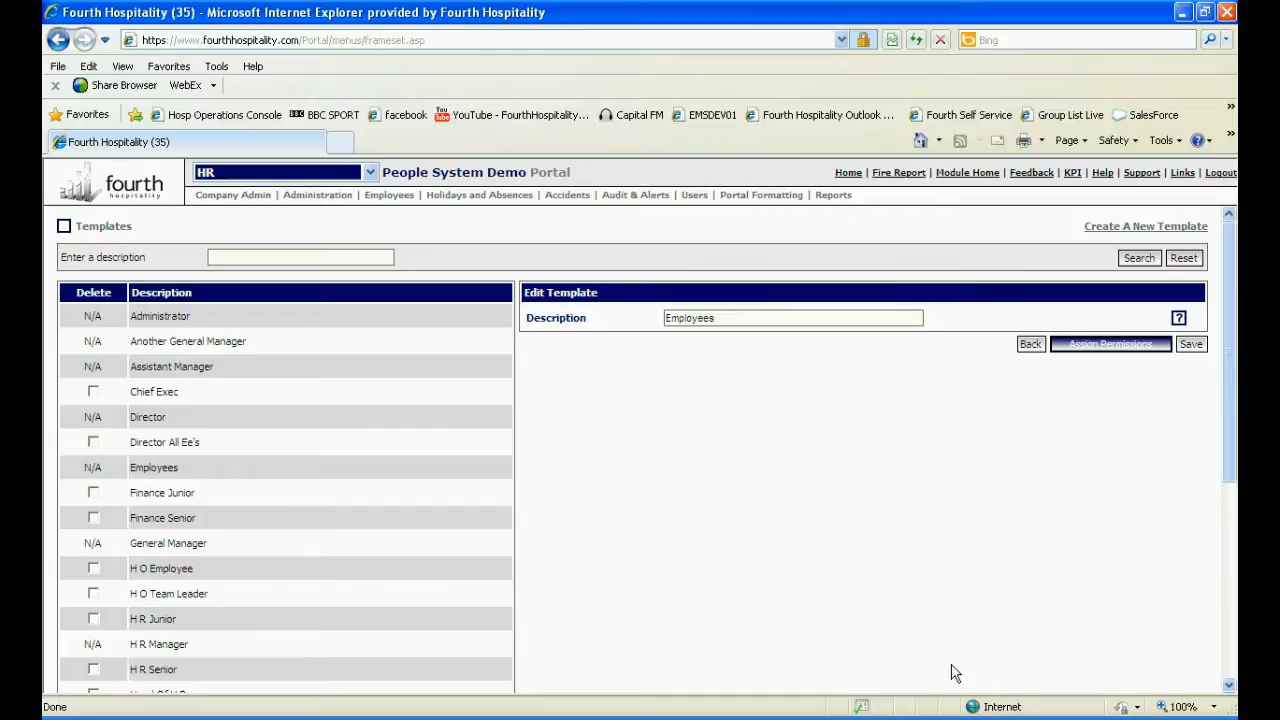 Fourth Hospitality (35) - Microsoft Internet Explorer provided by Fourth Hospitality
https://www.fourthhospitality.com/Portal/menus/frameset.asp
Bing
File Edit View Favorites Tools Help
x Share Browser WebEx
Favorites Hosp Operations Console BBC SPORT facebook YouTube - FourthHospitality... Capital FM EMSDEV01 Fourth Hospitality Outlook ... Fourth Self Service Group List Live SalesForce
Fourth Hospitality (35) Page Safety Tools
fourth hospitality
HR People System Demo Portal Home | Fire Report | Module Home | Feedback | KPI | Help | Support | Links | Logout
Company Admin | Administration | Employees | Holidays and Absences | Accidents | Audit & Alerts | Users | Portal Formatting | Reports
Templates Create A New Template
Enter a description Search Reset
Delete Description Edit Template
N/A Administrator Description Employees ?
N/A Another General Manager Back Assign Permissions Save
N/A Assistant Manager
Chief Exec
N/A Director
Director All Ee's
N/A Employees
Finance Junior
Finance Senior
N/A General Manager
H O Employee
H O Team Leader
H R Junior
N/A H R Manager
H R Senior
Done Internet 100%